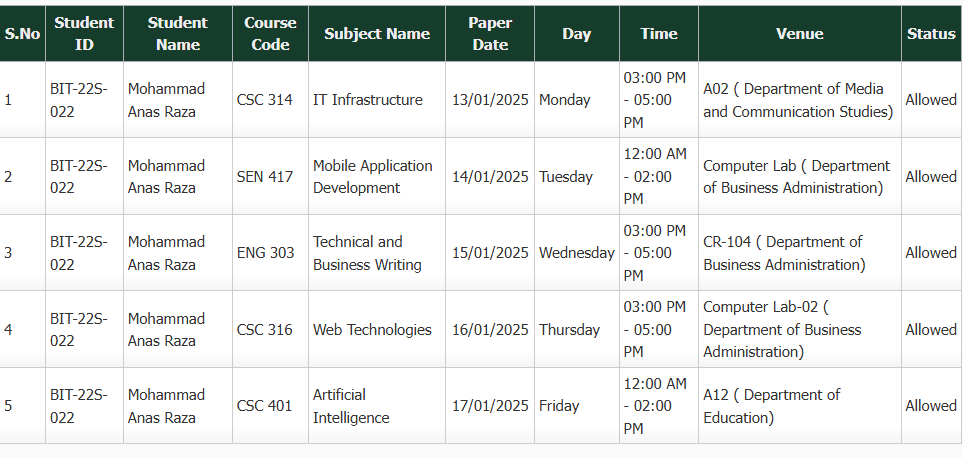 S.No Student ID Student Name Course Code Subject Name Paper Date Day Time Venue Status
1 BIT-22S-022 Mohammad Anas Raza CSC 314 IT Infrastructure 13/01/2025 Monday 03:00 PM - 05:00 PM A02 ( Department of Media and Communication Studies) Allowed
2 BIT-22S-022 Mohammad Anas Raza SEN 417 Mobile Application Development 14/01/2025 Tuesday 12:00 AM - 02:00 PM Computer Lab ( Department of Business Administration) Allowed
3 BIT-22S-022 Mohammad Anas Raza ENG 303 Technical and Business Writing 15/01/2025 Wednesday 03:00 PM - 05:00 PM CR-104 ( Department of Business Administration) Allowed
4 BIT-22S-022 Mohammad Anas Raza CSC 316 Web Technologies 16/01/2025 Thursday 03:00 PM - 05:00 PM Computer Lab-02 ( Department of Business Administration) Allowed
5 BIT-22S-022 Mohammad Anas Raza CSC 401 Artificial Intelligence 17/01/2025 Friday 12:00 AM - 02:00 PM A12 ( Department of Education) Allowed